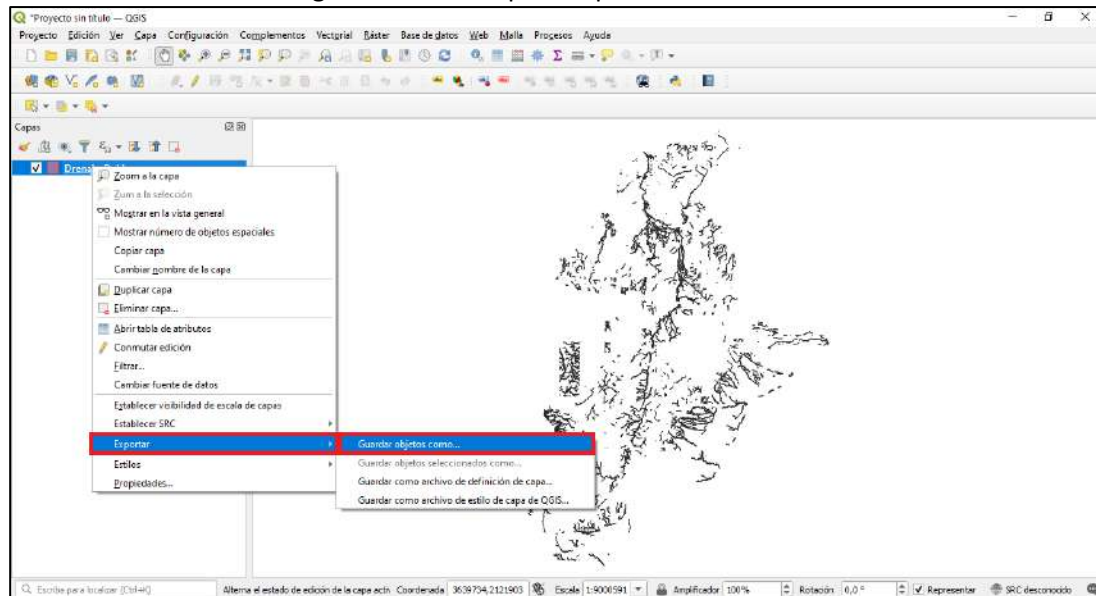 *Proyecto sin título — QGIS
Proyecto Edición Ver Capa Configuración Complementos Vectorial Ráster Base de datos Web Malla Procesos Ayuda
Capas
Zoom a la capa
Zum a la selección
Mostrar en la vista general
Mostrar número de objetos espaciales
Copiar capa
Cambiar nombre de la capa
Duplicar capa
Eliminar capa...
Abrir tabla de atributos
Conmutar edición
Filtrar...
Cambiar fuente de datos
Establecer visibilidad de escala de capas
Establecer SRC
Exportar
Guardar objetos como...
Guardar objetos seleccionados como...
Guardar como archivo de definición de capa...
Guardar como archivo de estilo de capa de QGIS...
Estilos
Propiedades...
Escriba para localizar (Ctrl+K) Alterna el estado de edición de la capa activ Coordenada 3639734,2121903 Escala 1:9000591 Amplificador 100% Rotación 0,0 ° Representar SRC desconocido